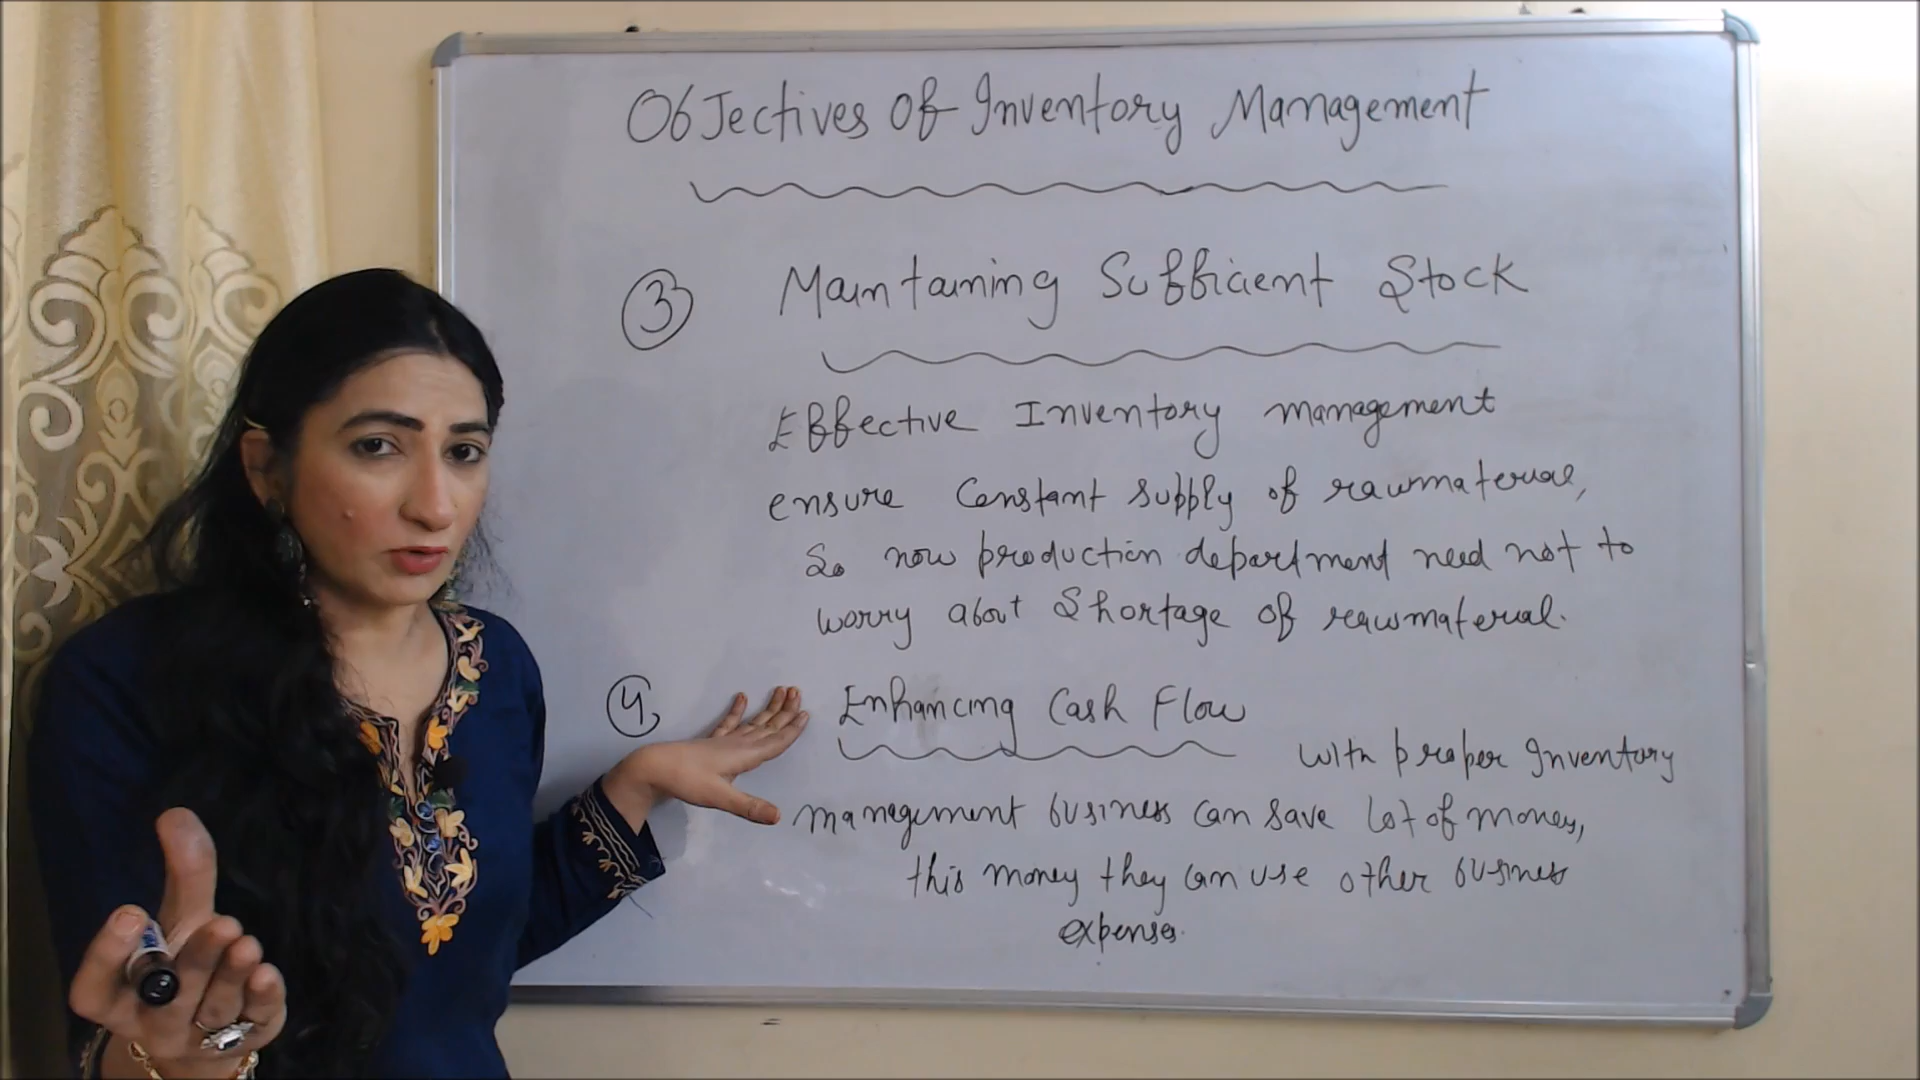 Objectives Of Inventory Management
3 Maintaining Sufficient Stock
Effective Inventory management
ensure Constant supply of rawmaterial,
So now production department need not to
worry about Shortage of rawmaterial.
4 Enhancing Cash Flow
with proper Inventory
management business can save lot of money,
this money they can use other business
expenses.